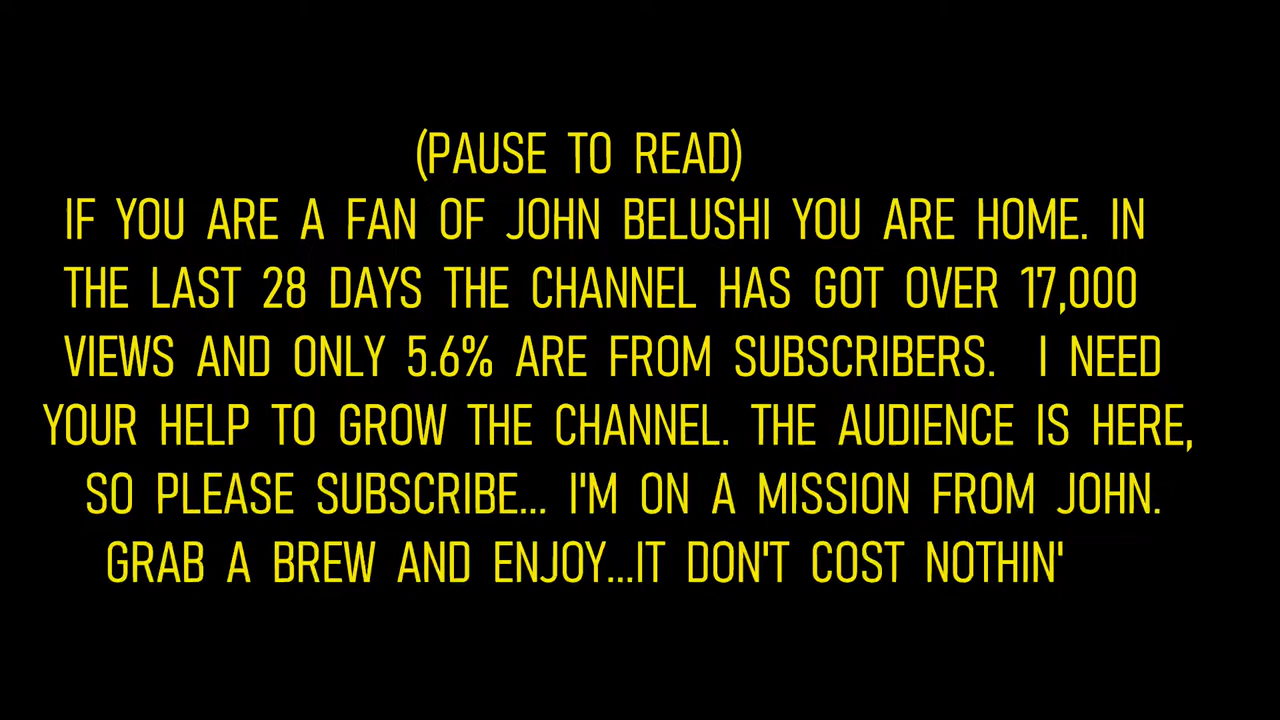 (PAUSE TO READ)
IF YOU ARE A FAN OF JOHN BELUSHI YOU ARE HOME. IN
THE LAST 28 DAYS THE CHANNEL HAS GOT OVER 17,000
VIEWS AND ONLY 5.6% ARE FROM SUBSCRIBERS. I NEED
YOUR HELP TO GROW THE CHANNEL. THE AUDIENCE IS HERE,
SO PLEASE SUBSCRIBE... I'M ON A MISSION FROM JOHN.
GRAB A BREW AND ENJOY...IT DON'T COST NOTHIN'